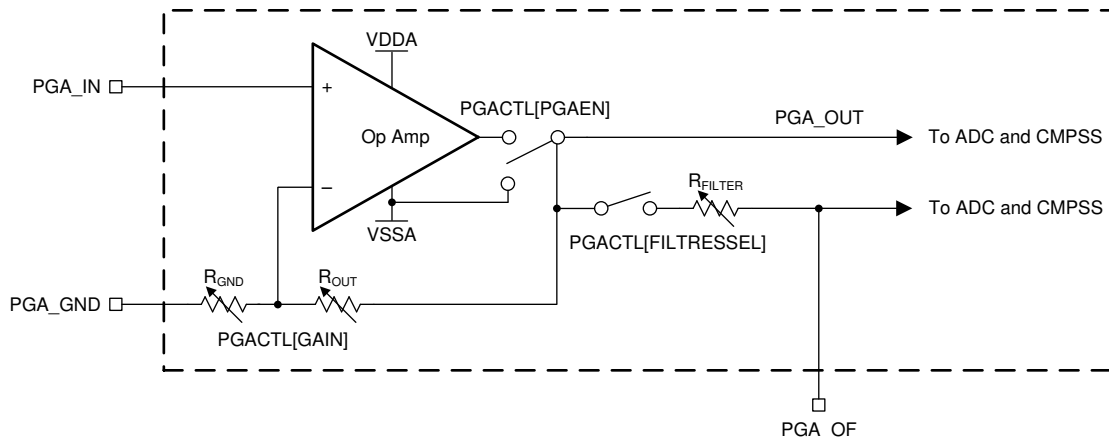 VDDA
PGA_IN
+
PGACTL[PGAEN]
Op Amp
PGA_OUT
To ADC and CMPSS
−
RFILTER
To ADC and CMPSS
VSSA
PGACTL[FILTRESSEL]
RGND
ROUT
PGA_GND
PGACTL[GAIN]
PGA_OF